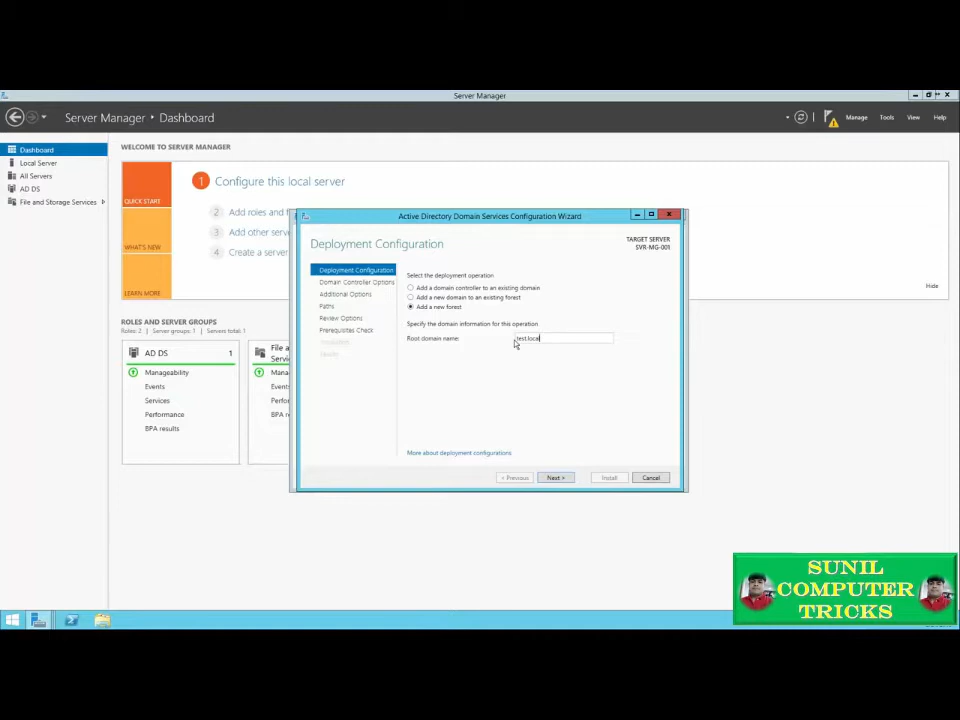 Server Manager
Server Manager • Dashboard
Manage
Tools
View
Help
Dashboard
Local Server
All Servers
AD DS
File and Storage Services
WELCOME TO SERVER MANAGER
QUICK START
WHAT'S NEW
LEARN MORE
1 Configure this local server
2 Add roles and f
3 Add other serve
4 Create a server
Hide
ROLES AND SERVER GROUPS
Roles: 2 | Server groups: 1 | Servers total: 1
AD DS 1
Manageability
Events
Services
Performance
BPA results
File a
Servic
Mana
Event
Perfo
BPA r
Active Directory Domain Services Configuration Wizard
Deployment Configuration
TARGET SERVER
SVR-MG-001
Deployment Configuration
Domain Controller Options
Additional Options
Paths
Review Options
Prerequisites Check
Select the deployment operation
Add a domain controller to an existing domain
Add a new domain to an existing forest
Add a new forest
Specify the domain information for this operation
Root domain name: test.local
More about deployment configurations
< Previous
Next >
Install
Cancel
SUNIL
COMPUTER
TRICKS